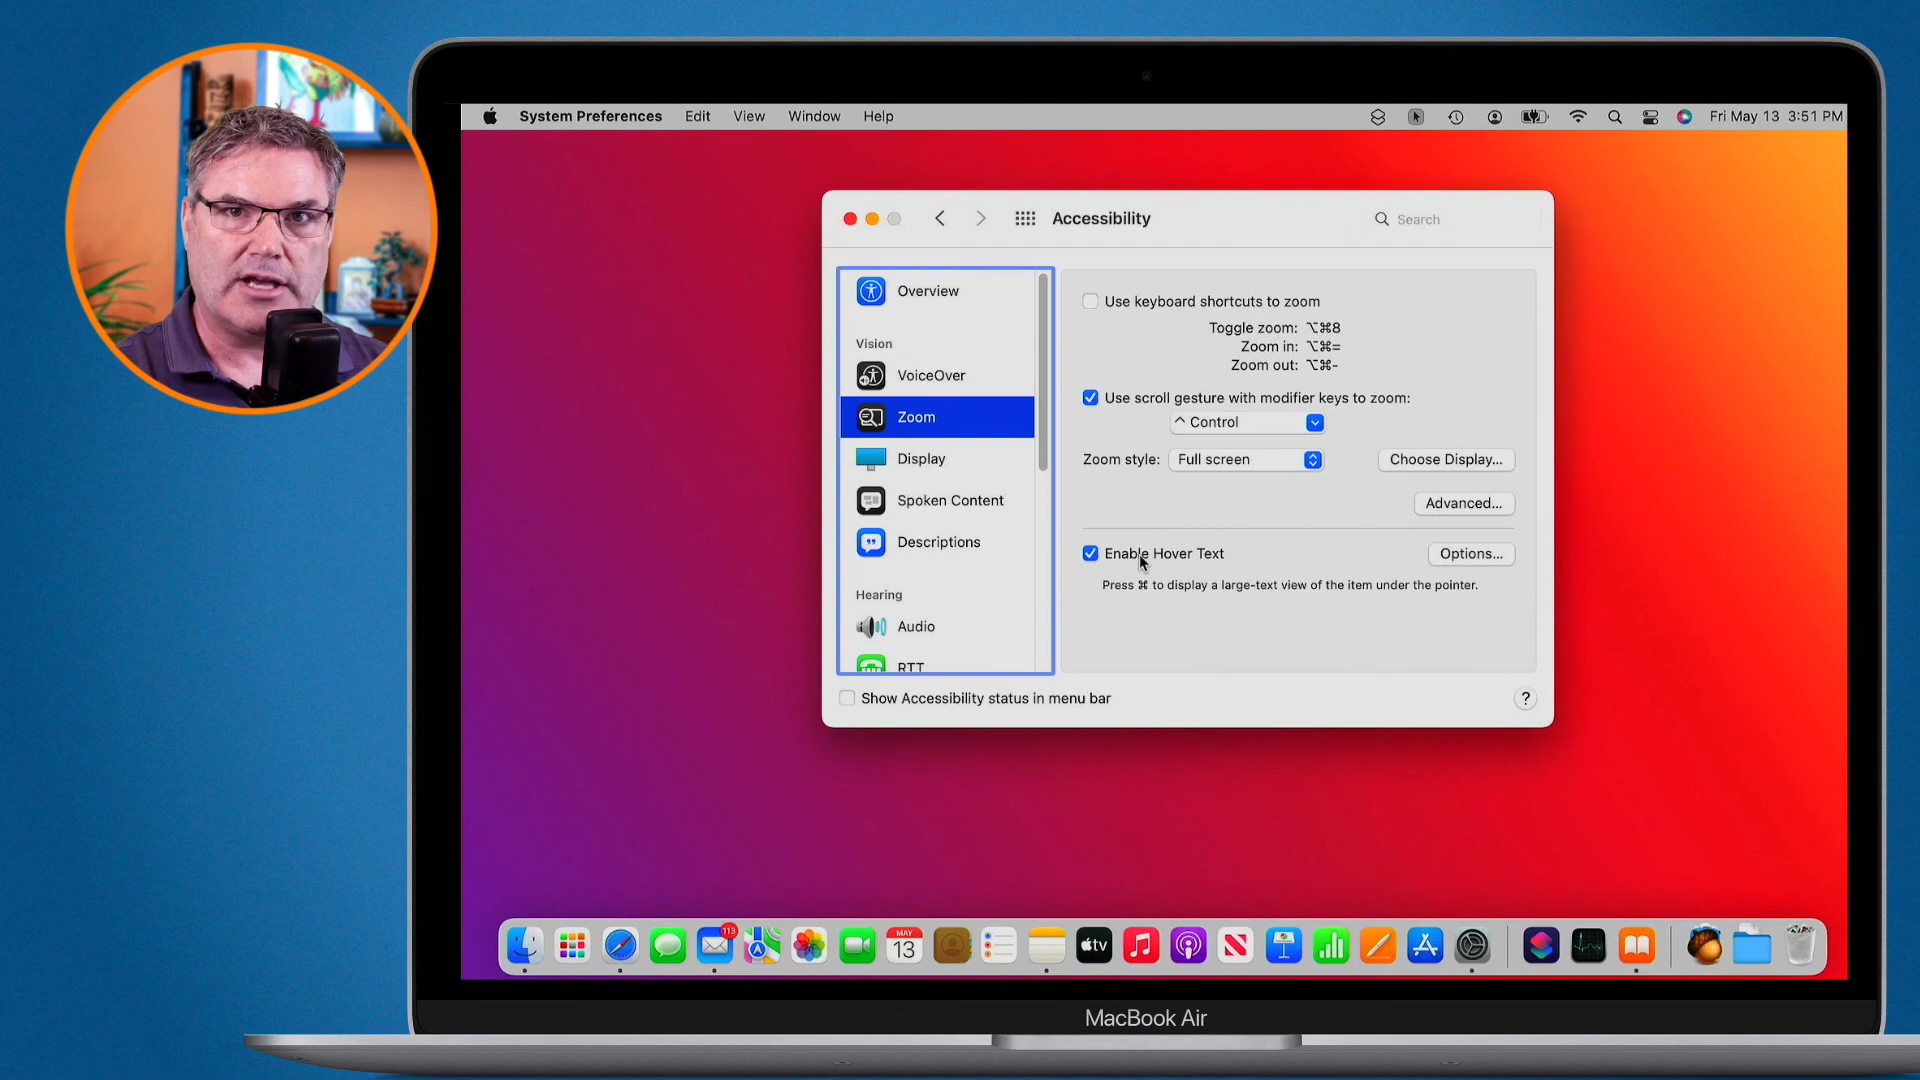 System Preferences Edit View Window Help Fri May 13 3:51 PM
Accessibility
Search
Overview
Vision
VoiceOver
Zoom
Display
Spoken Content
Descriptions
Hearing
Audio
RTT
Use keyboard shortcuts to zoom
Toggle zoom: ⌥⌘8
Zoom in: ⌥⌘=
Zoom out: ⌥⌘-
Use scroll gesture with modifier keys to zoom:
^ Control
Zoom style: Full screen Choose Display...
Advanced...
Enable Hover Text Options...
Press ⌘ to display a large-text view of the item under the pointer.
Show Accessibility status in menu bar ?
113
MAY
13
tv
MacBook Air